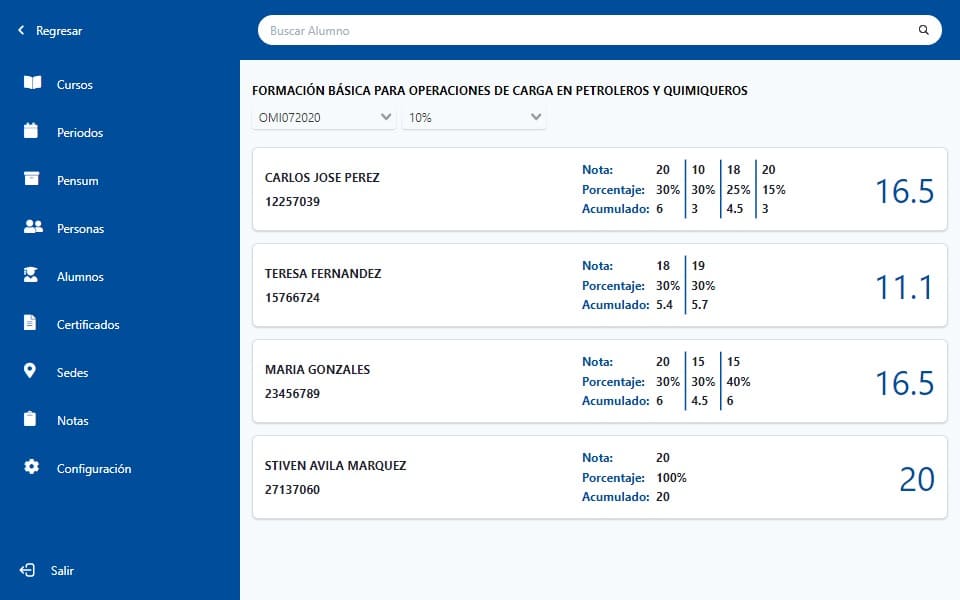 Regresar
Buscar Alumno
Cursos
Periodos
Pensum
Personas
Alumnos
Certificados
Sedes
Notas
Configuración
Salir
FORMACIÓN BÁSICA PARA OPERACIONES DE CARGA EN PETROLEROS Y QUIMIQUEROS
OMI072020 10%
CARLOS JOSE PEREZ
12257039
Nota: 20 10 18 20
Porcentaje: 30% 30% 25% 15%
Acumulado: 6 3 4.5 3
16.5
TERESA FERNANDEZ
15766724
Nota: 18 19
Porcentaje: 30% 30%
Acumulado: 5.4 5.7
11.1
MARIA GONZALES
23456789
Nota: 20 15 15
Porcentaje: 30% 30% 40%
Acumulado: 6 4.5 6
16.5
STIVEN AVILA MARQUEZ
27137060
Nota: 20
Porcentaje: 100%
Acumulado: 20
20